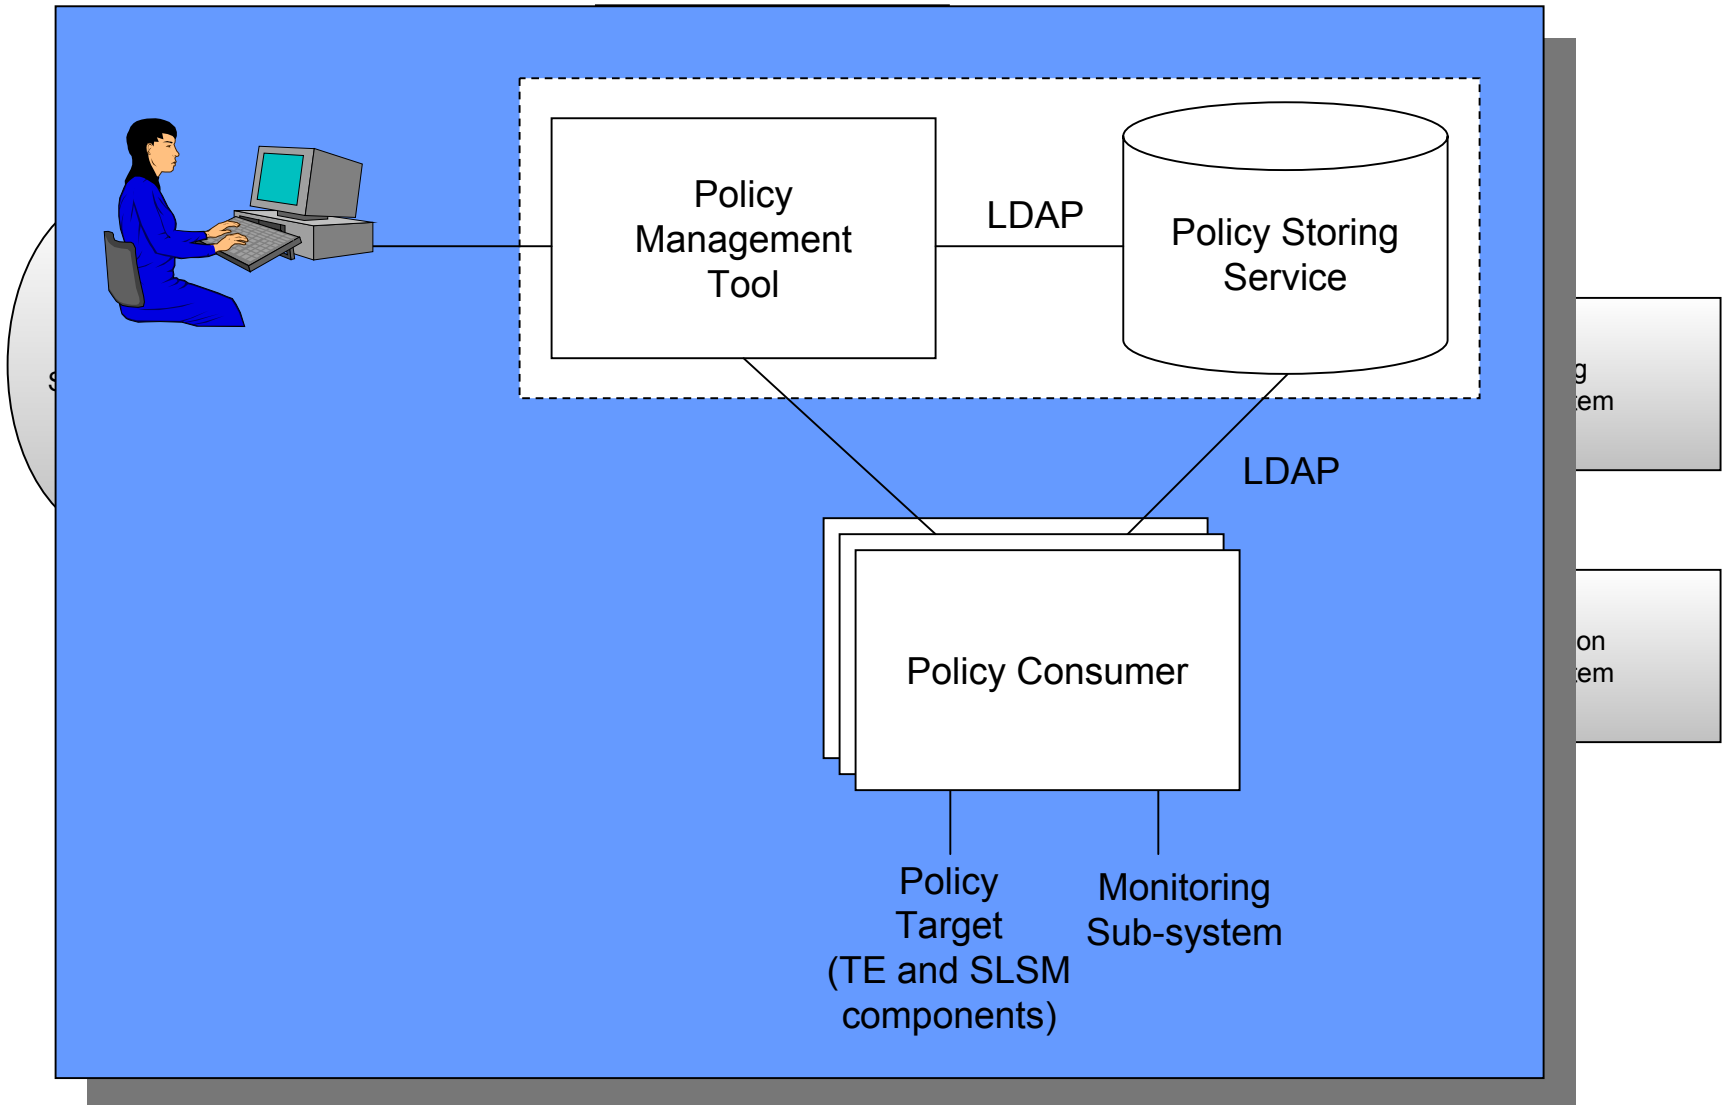 Policy
Management
Tool
LDAP
Policy Storing
Service
LDAP
Policy Consumer
Policy
Target
(TE and SLSM
components)
Monitoring
Sub-system